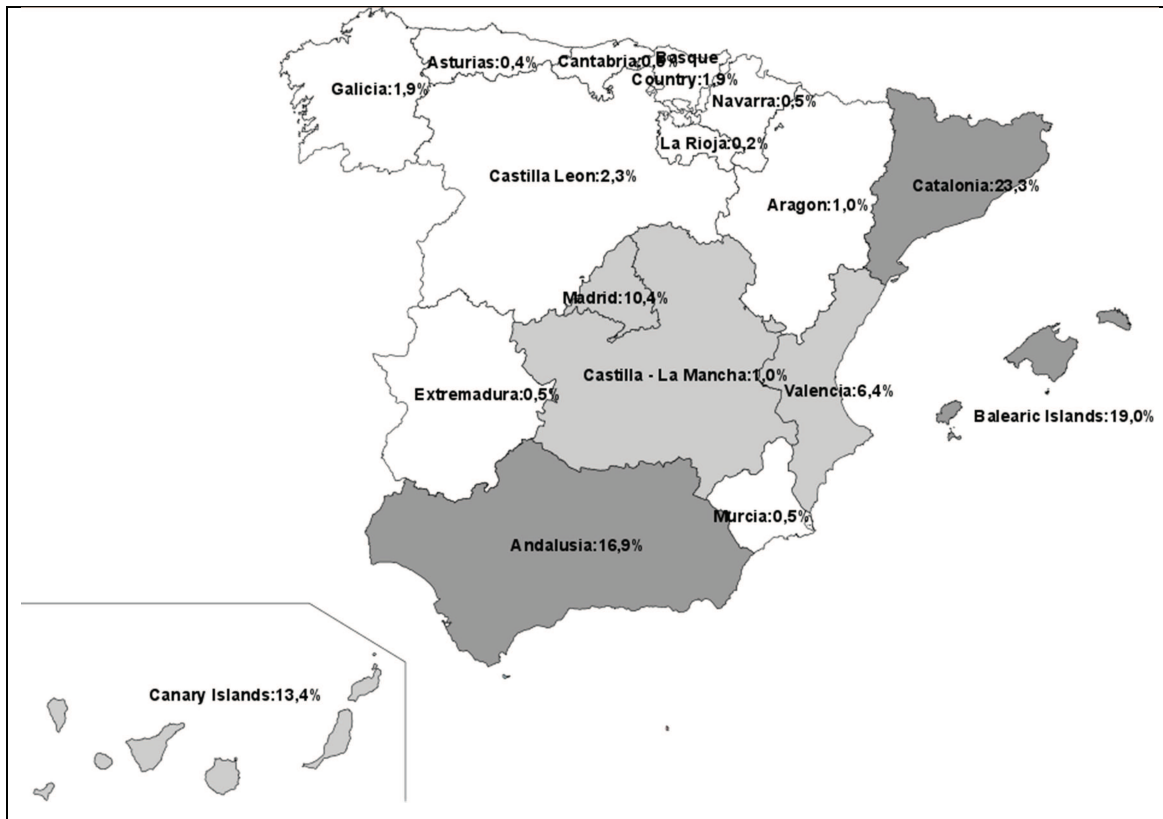 Asturias:0,4%
Cantabria:0,5%
Basque
Country:1,9%
Galicia:1,9%
Navarra:0,5%
La Rioja:0,2%
Castilla Leon:2,3%
Catalonia:23,3%
Aragon:1,0%
Madrid:10,4%
Castilla - La Mancha:1,0%
Extremadura:0,5%
Valencia:6,4%
Balearic Islands:19,0%
Murcia:0,5%
Andalusia:16,9%
Canary Islands:13,4%